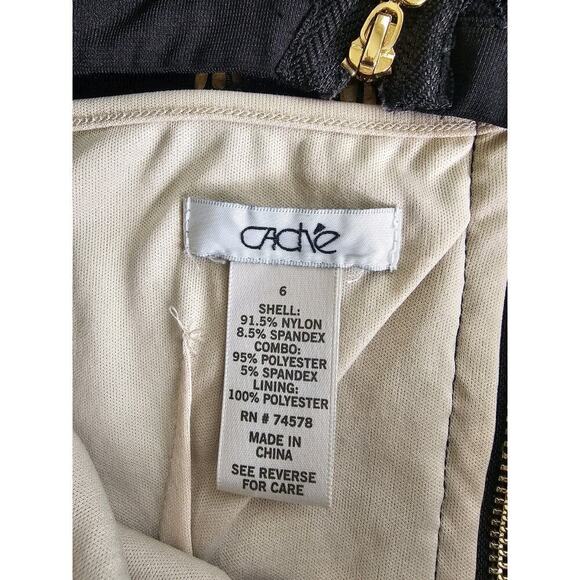 CACHÉ
6
SHELL:
91.5% NYLON
8.5% SPANDEX
COMBO:
95% POLYESTER
5% SPANDEX
LINING:
100% POLYESTER
RN # 74578
MADE IN
CHINA
SEE REVERSE
FOR CARE